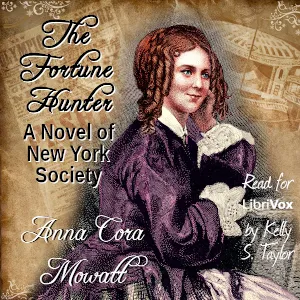 The
Fortune
Hunter
A Novel of
New York
Society
Anna Cora
Mowatt
Read for
LibriVox
by Kelly
S. Taylor